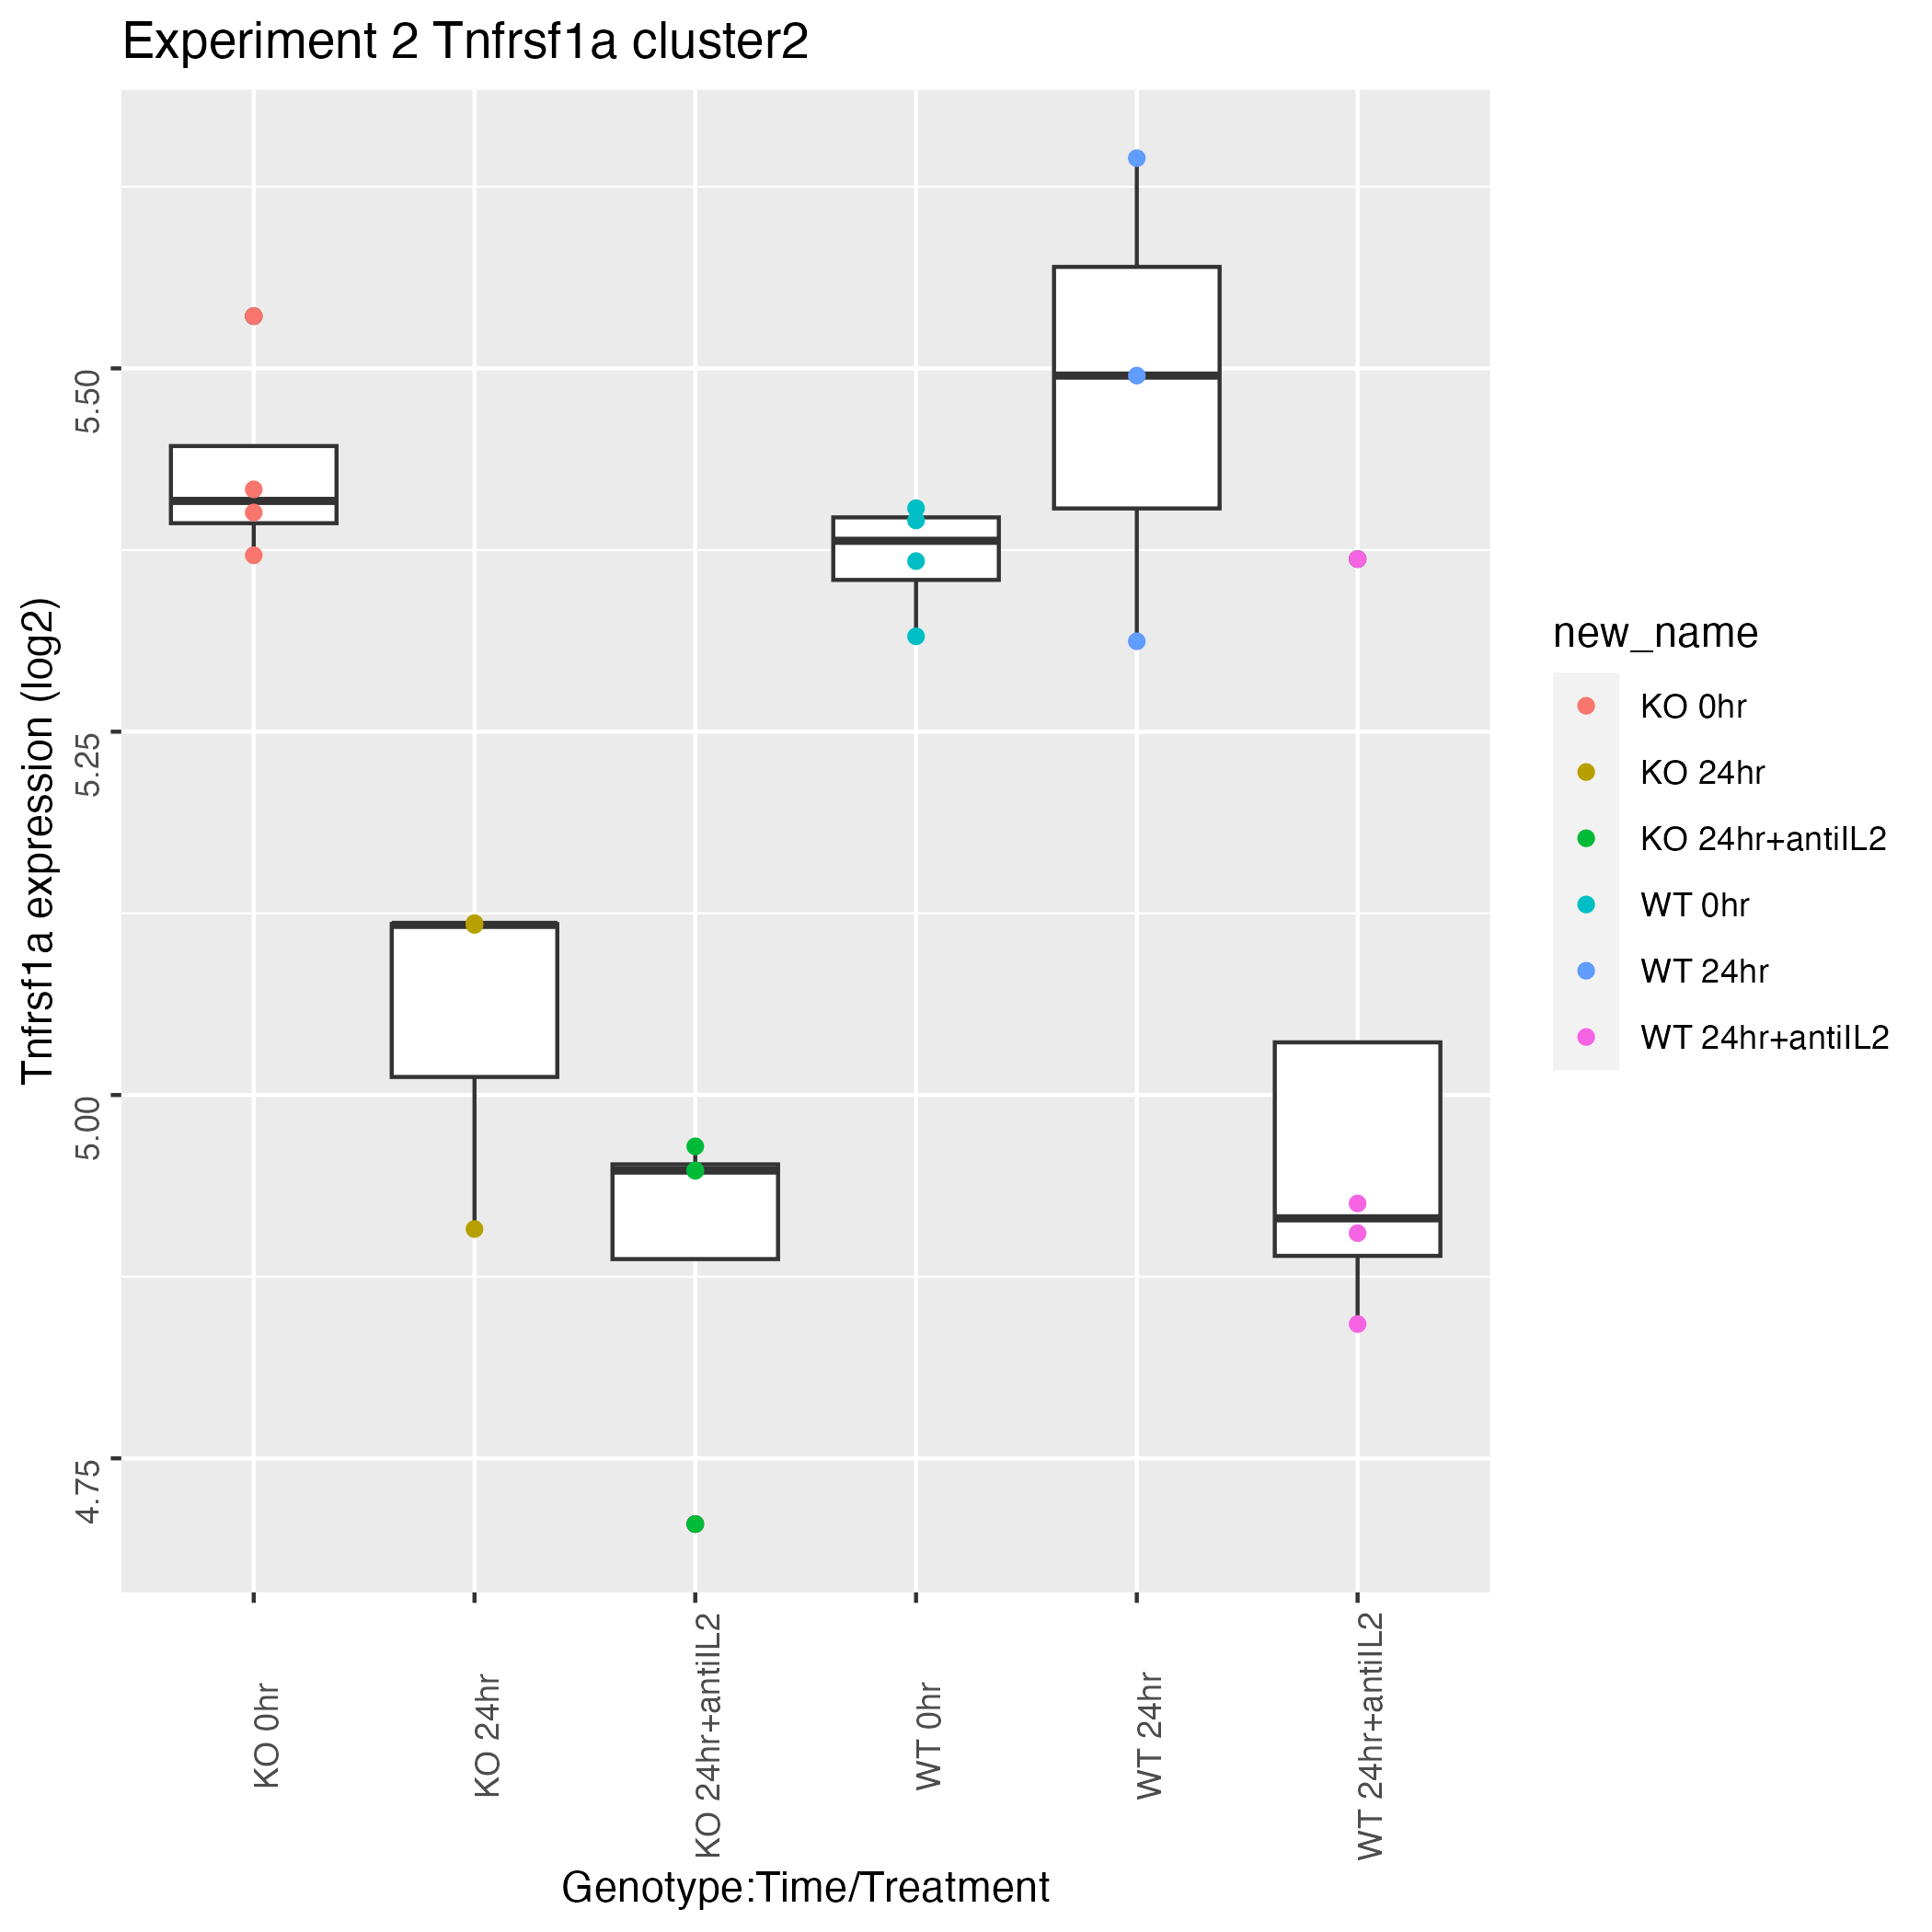 Experiment 2 Tnfrsf1a cluster2
Tnfrsf1a expression (log2)
5.50
5.25
5.00
4.75
KO 0hr
KO 24hr
KO 24hr+antiIL2
WT 0hr
WT 24hr
WT 24hr+antiIL2
Genotype:Time/Treatment
new_name
KO 0hr
KO 24hr
KO 24hr+antiIL2
WT 0hr
WT 24hr
WT 24hr+antiIL2